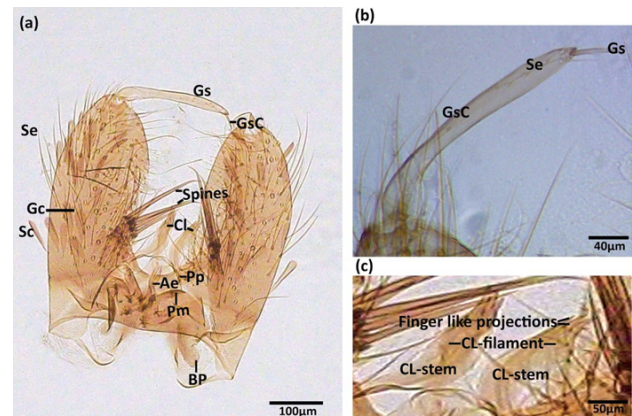 (a)
Gs
GsC
Se
Spines
Gc
Sc
Cl
Ae
Pp
Pm
BP
100µm
(b)
Se
Gs
GsC
40µm
(c)
Finger like projections
CL-filament
CL-stem
CL-stem
50µm